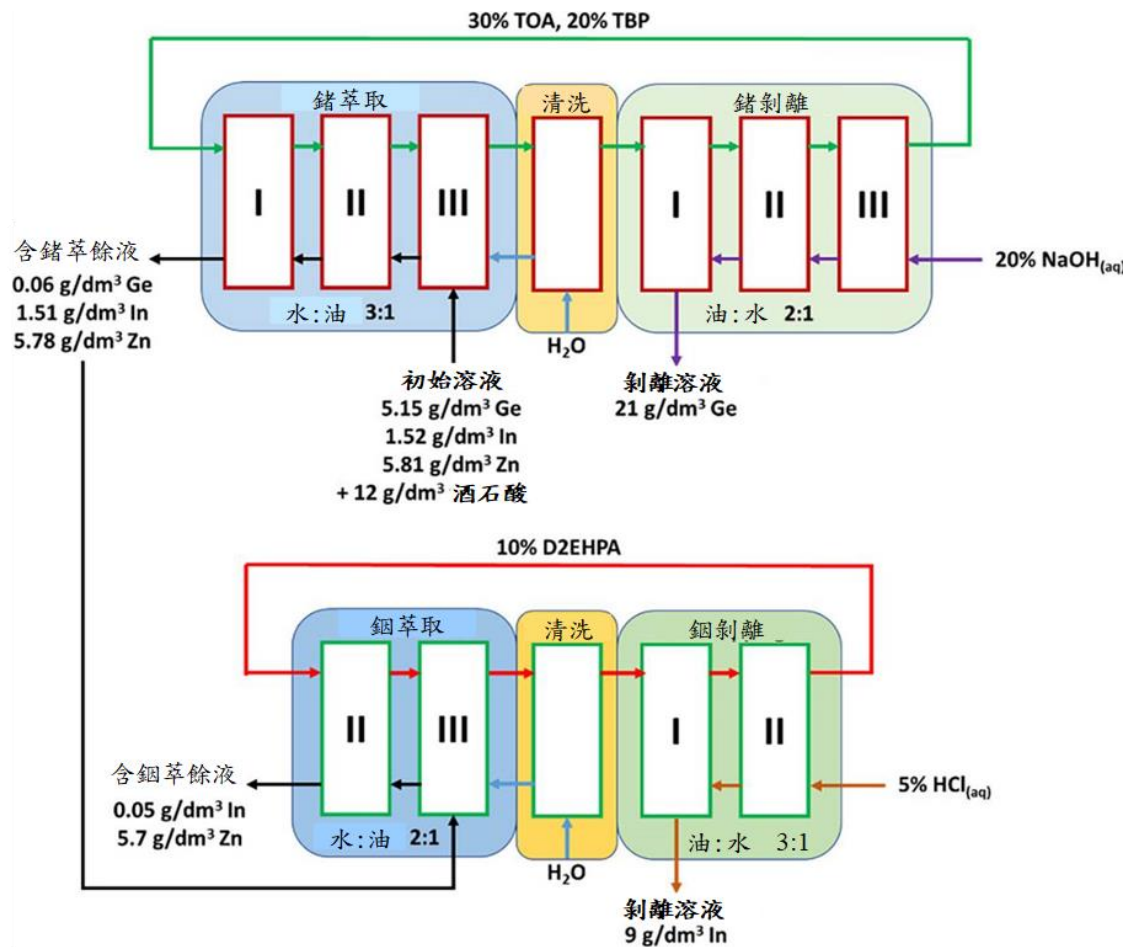 30% TOA, 20% TBP
鍺萃取
清洗
鍺剝離
I
II
III
I
II
III
含鍺萃餘液
0.06 g/dm³ Ge
1.51 g/dm³ In
5.78 g/dm³ Zn
20% NaOH(aq)
水:油 3:1
油:水 2:1
H₂O
初始溶液
5.15 g/dm³ Ge
1.52 g/dm³ In
5.81 g/dm³ Zn
+ 12 g/dm³ 酒石酸
剝離溶液
21 g/dm³ Ge
10% D2EHPA
銦萃取
清洗
銦剝離
II
III
I
II
含銦萃餘液
0.05 g/dm³ In
5.7 g/dm³ Zn
5% HCl(aq)
水:油 2:1
油:水 3:1
H₂O
剝離溶液
9 g/dm³ In